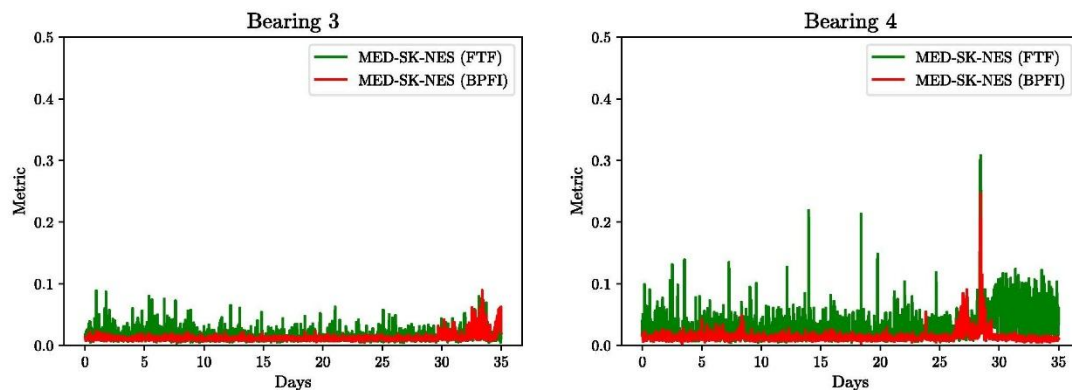 Bearing 3
0.5
0.4
0.3
0.2
0.1
0.0
Metric
MED-SK-NES (FTF)
MED-SK-NES (BPFI)
0 5 10 15 20 25 30 35
Days
Bearing 4
0.5
0.4
0.3
0.2
0.1
0.0
Metric
MED-SK-NES (FTF)
MED-SK-NES (BPFI)
0 5 10 15 20 25 30 35
Days